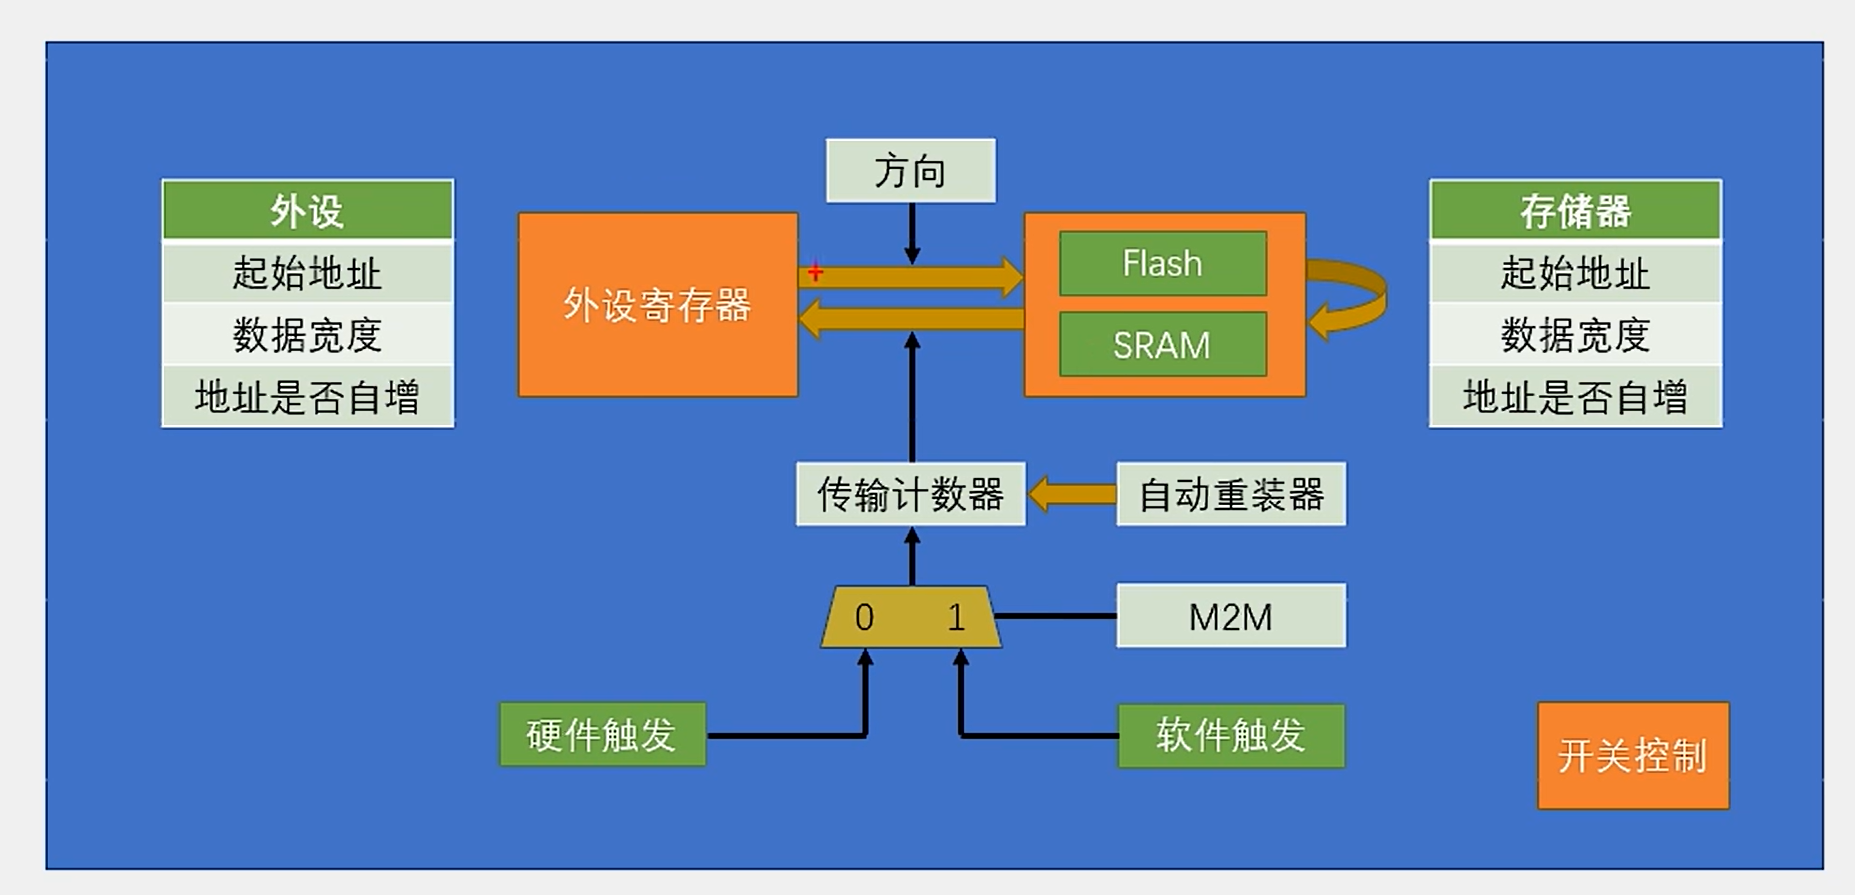 方向
外设
起始地址
数据宽度
地址是否自增
外设寄存器
Flash
SRAM
存储器
起始地址
数据宽度
地址是否自增
传输计数器
自动重装器
0 1
M2M
硬件触发
软件触发
开关控制